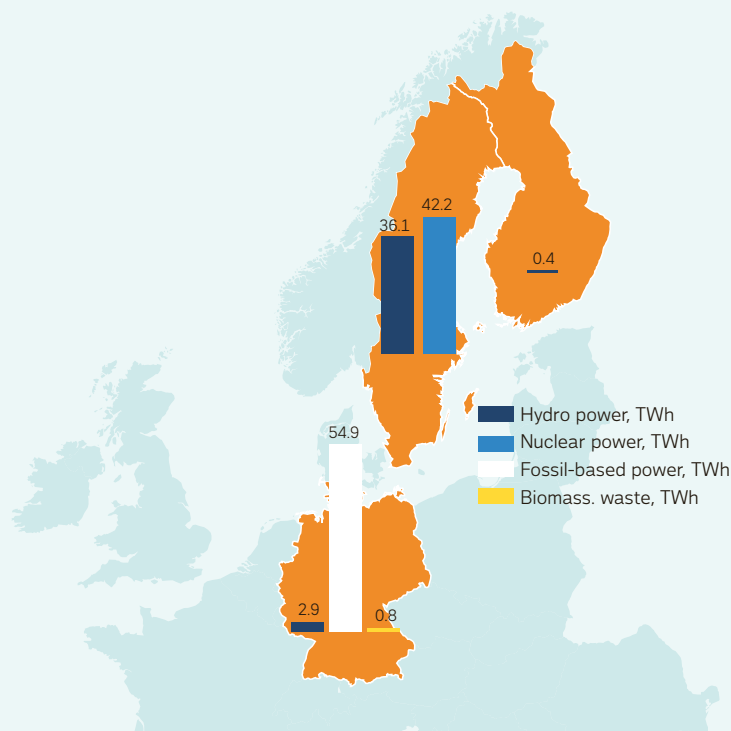 42.2
36.1
0.4
Hydro power, TWh
Nuclear power, TWh
Fossil-based power, TWh
Biomass. waste, TWh
54.9
2.9
0.8